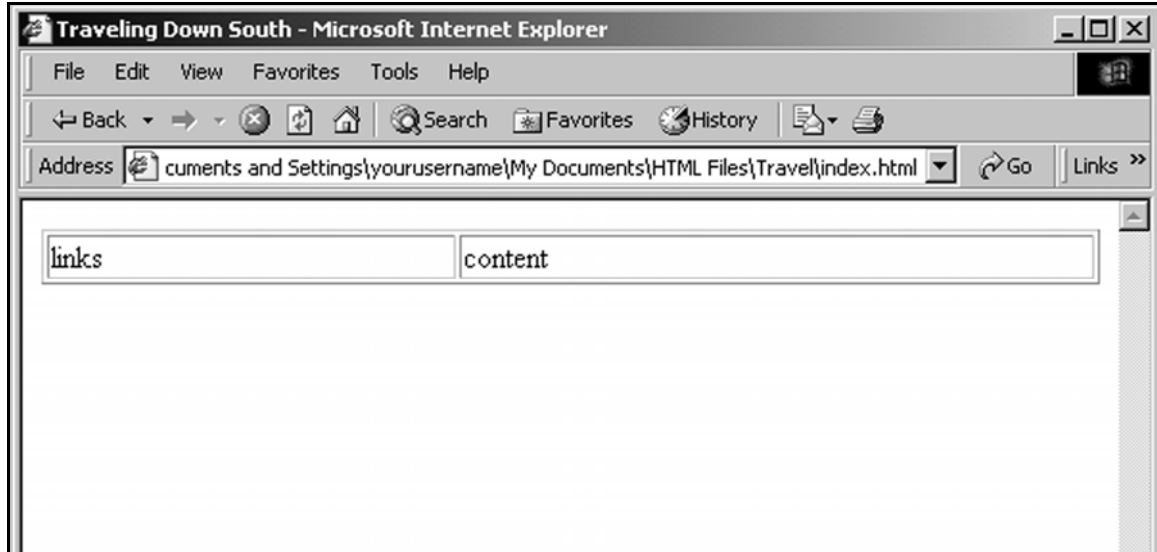 Traveling Down South - Microsoft Internet Explorer
File Edit View Favorites Tools Help
Back Search Favorites History
Address cuments and Settings\yourusername\My Documents\HTML Files\Travel\index.html Go Links »
links content